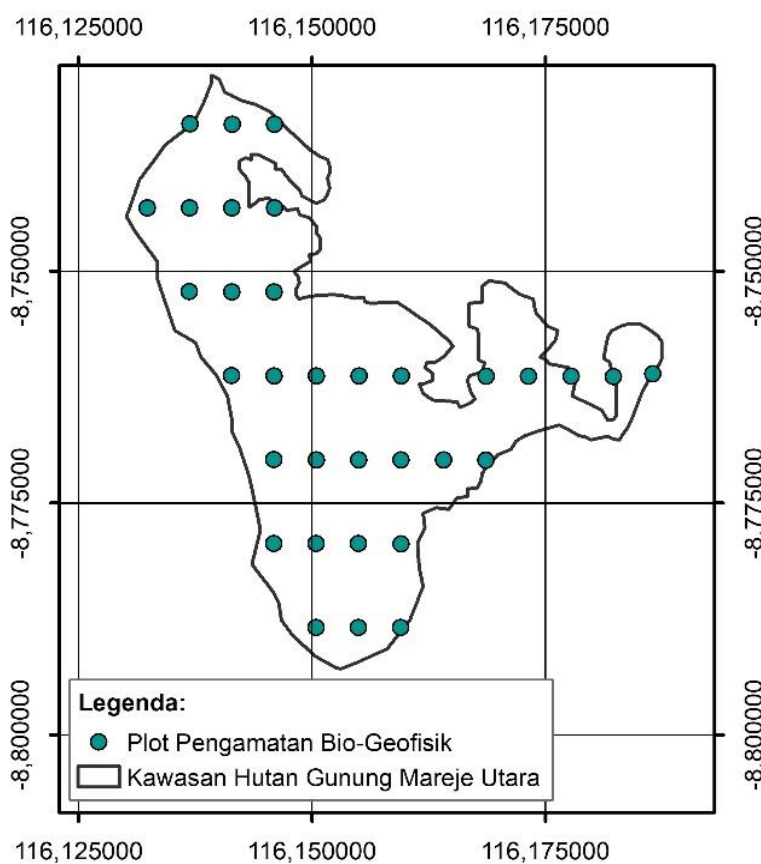 116,125000 116,150000 116,175000
-8,750000 -8,750000
-8,775000 -8,775000
-8,800000 -8,800000
Legenda:
Plot Pengamatan Bio-Geofisik
Kawasan Hutan Gunung Mareje Utara
116,125000 116,150000 116,175000